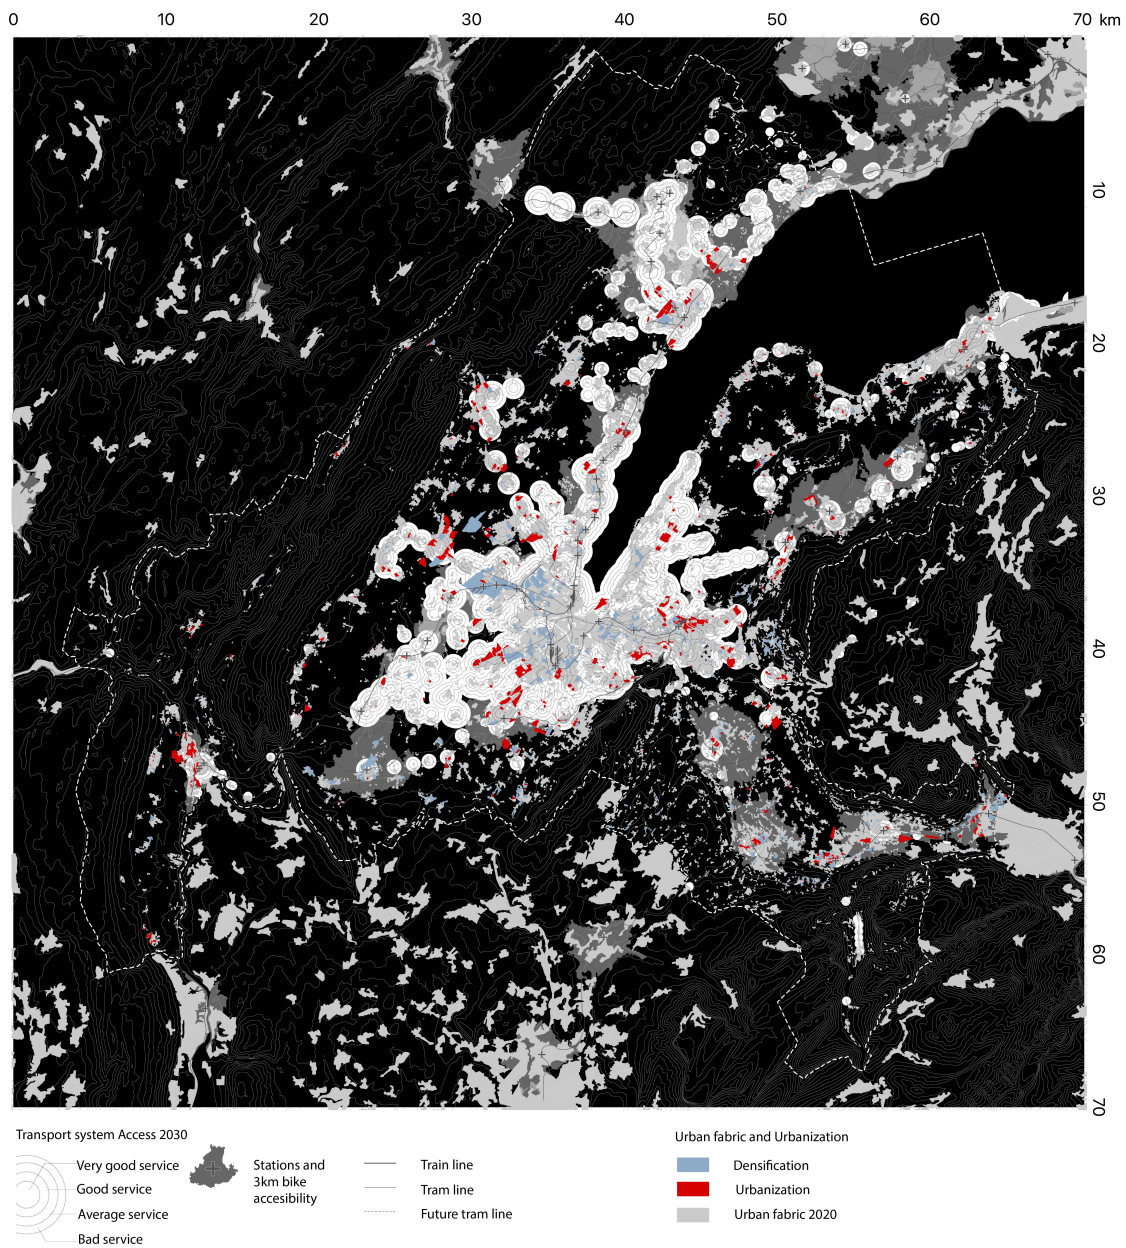 0 10 20 30 40 50 60 70 km
10
20
30
40
50
60
70
Transport system Access 2030
Very good service
Good service
Average service
Bad service
Stations and
3km bike
accesibility
Train line
Tram line
Future tram line
Urban fabric and Urbanization
Densification
Urbanization
Urban fabric 2020